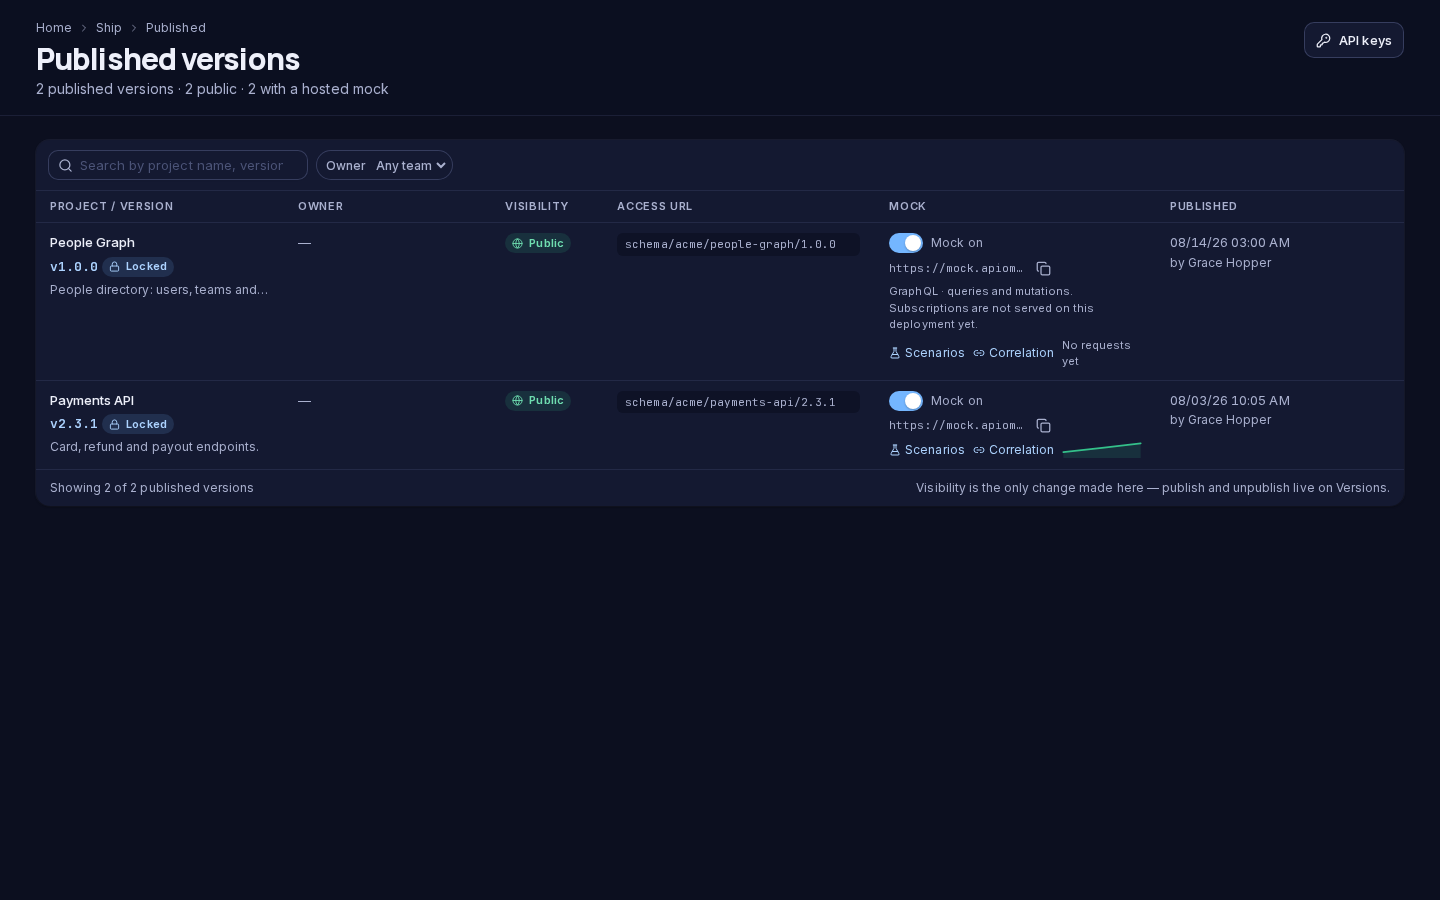 Home > Ship > Published
Published versions
2 published versions · 2 public · 2 with a hosted mock
API keys
Search by project name, version
Owner Any team
PROJECT / VERSION OWNER VISIBILITY ACCESS URL MOCK PUBLISHED
People Graph
v1.0.0 Locked
People directory: users, teams and…
—
Public
schema/acme/people-graph/1.0.0
Mock on
https://mock.apiom…
GraphQL · queries and mutations.
Subscriptions are not served on this
deployment yet.
Scenarios Correlation No requests
yet
08/14/26 03:00 AM
by Grace Hopper
Payments API
v2.3.1 Locked
Card, refund and payout endpoints.
—
Public
schema/acme/payments-api/2.3.1
Mock on
https://mock.apiom…
Scenarios Correlation
08/03/26 10:05 AM
by Grace Hopper
Showing 2 of 2 published versions
Visibility is the only change made here — publish and unpublish live on Versions.